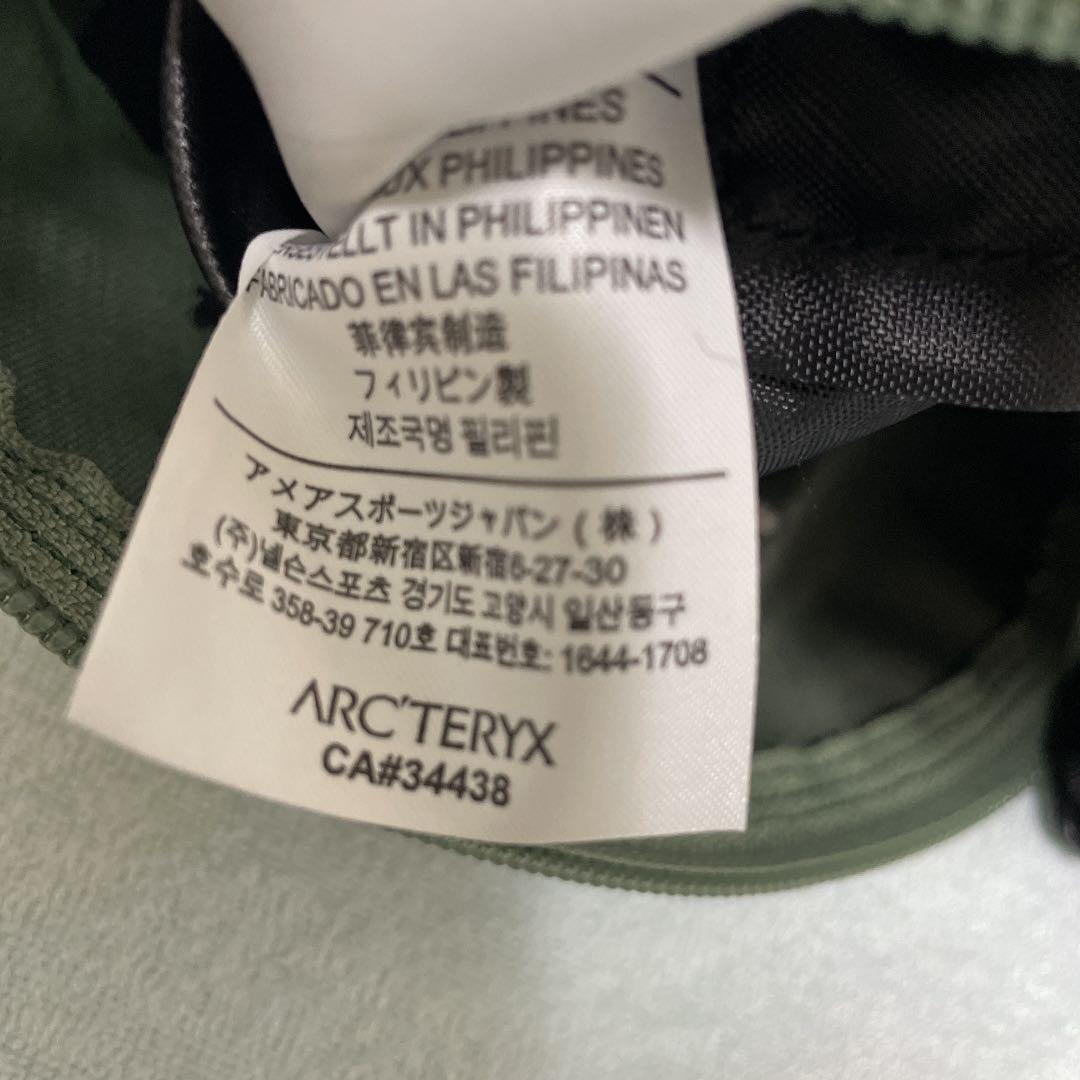 PHILIPPINES
AUX PHILIPPINES
TELLT IN PHILIPPINEN
FABRICADO EN LAS FILIPINAS
菲律宾制造
フィリピン製
제조국명 필리핀
アメアスポーツジャパン (株)
東京都新宿区新宿6-27-30
(주)넬슨스포츠 경기도 고양시 일산동구
호수로 358-39 710호 대표번호: 1644-1708
ARC'TERYX
CA#34438